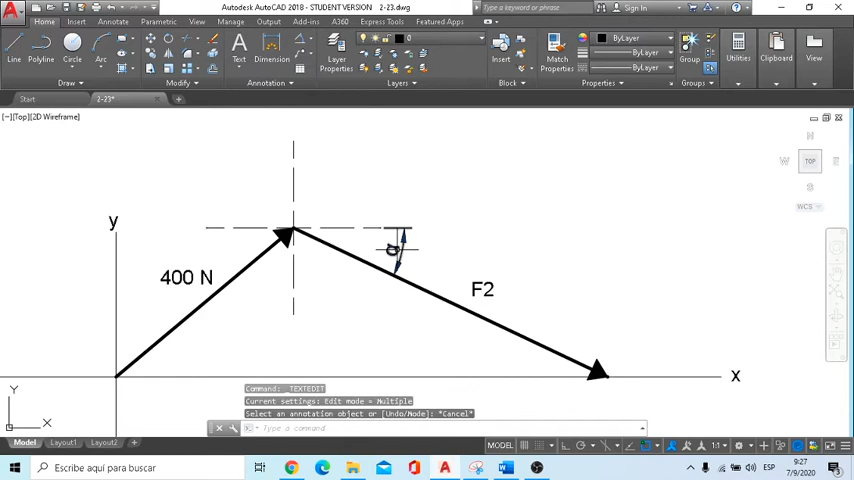 Autodesk AutoCAD 2018 - STUDENT VERSION 2-23.dwg
Type a keyword or phrase
Sign In
Home Insert Annotate Parametric View Manage Output Add-ins A360 Express Tools Featured Apps
Line Polyline Circle Arc Text Dimension Layer Properties 0 Insert Match Properties ByLayer Group Utilities Clipboard View
ByLayer
ByLayer
Draw Modify Annotation Layers Block Properties Groups
Start 2-23*
[−][Top][2D Wireframe]
N
W TOP E
S
WCS
y
400 N
α
F2
x
Y
X
Command: _TEXTEDIT
Current settings: Edit mode = Multiple
Select an annotation object or [Undo/Mode]: *Cancel*
Type a command
Model Layout1 Layout2
MODEL 1:1
Escribe aquí para buscar
ESP
9:27
7/9/2020
3